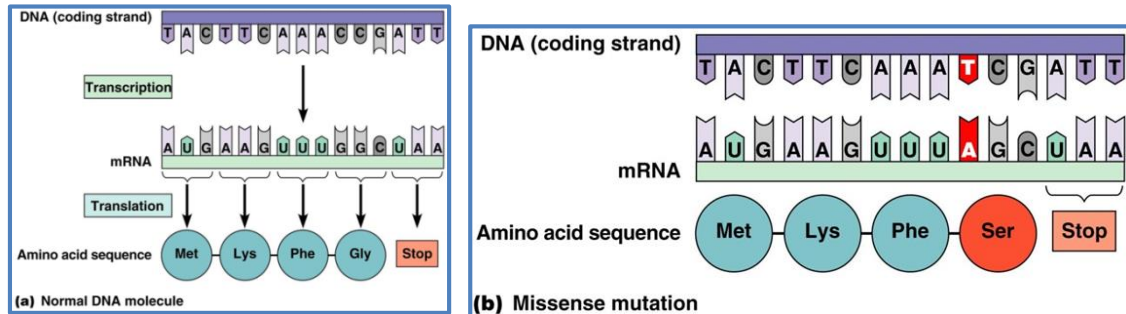 DNA (coding strand)
T A C T T C A A A C C G A T T
Transcription
A U G A A G U U U G G C U A A
mRNA
Translation
Amino acid sequence
Met Lys Phe Gly Stop
(a) Normal DNA molecule
DNA (coding strand)
T A C T T C A A A T C G A T T
A U G A A G U U U A G C U A A
mRNA
Amino acid sequence
Met Lys Phe Ser Stop
(b) Missense mutation